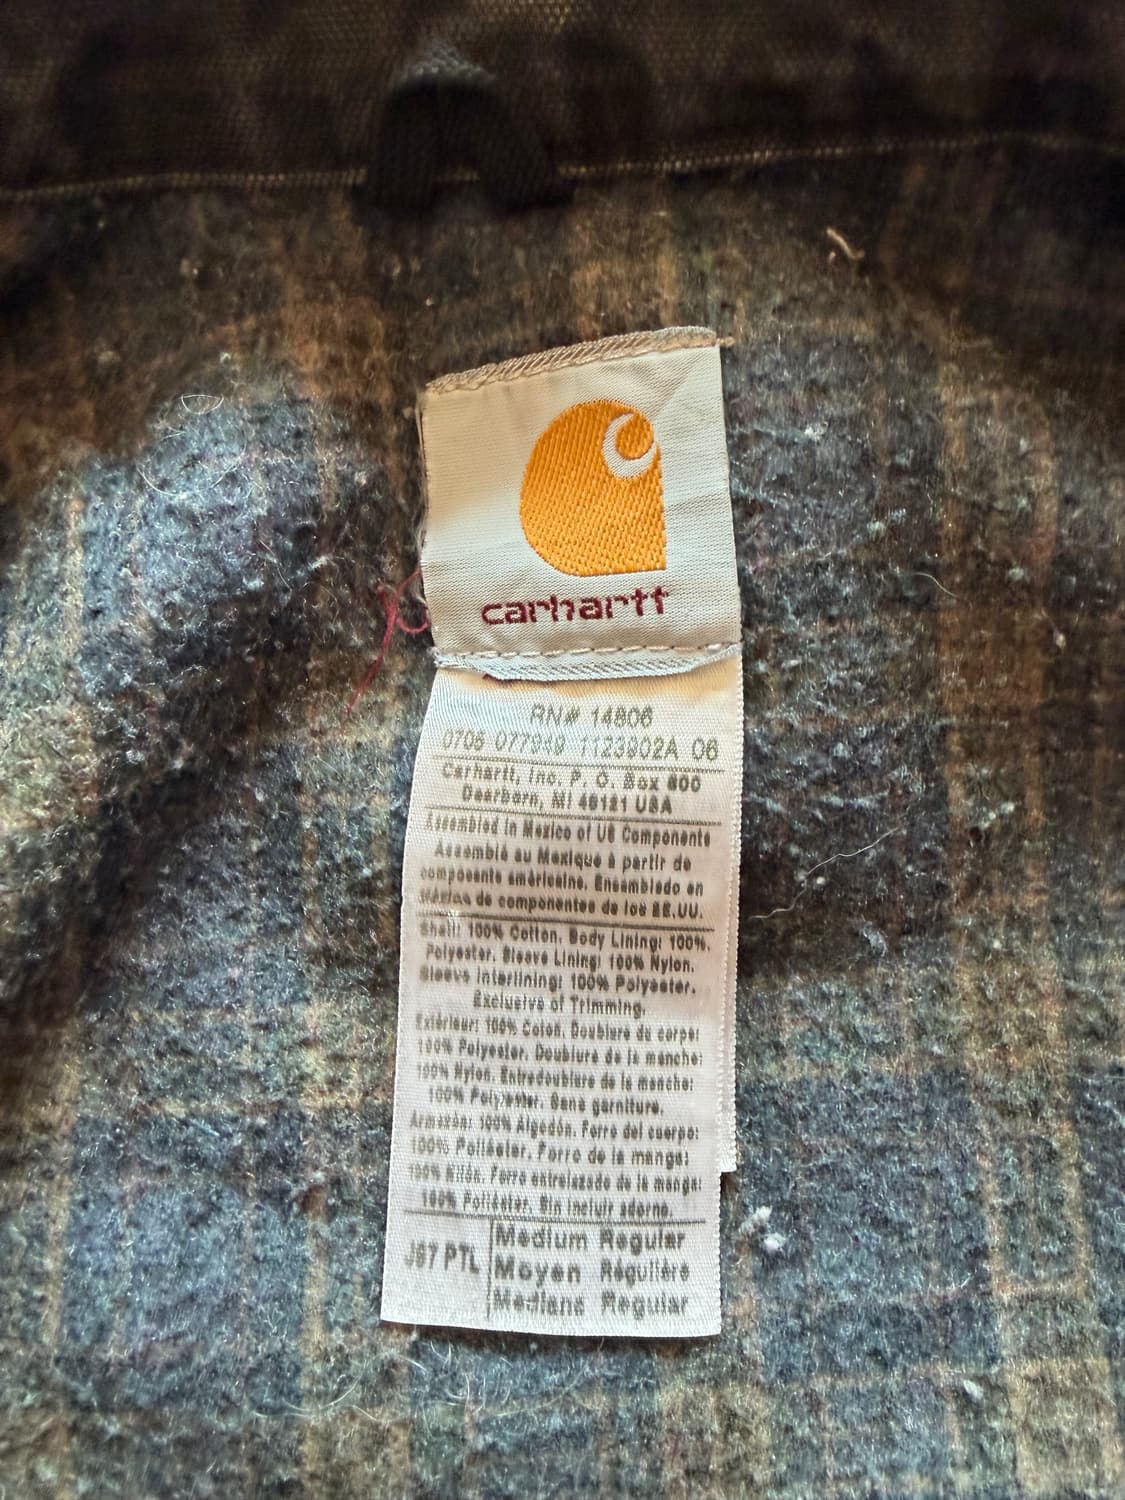 carhartt
RN# 14806
0705 1123902A 06
Carhartt, Inc. P. O. Box 600
Dearborn, MI 48121 USA
Assembled in Mexico of US Components
Assemblé au Mexique à partir de
composants américains. Ensamblado en
México de componentes de los EE.UU.
Shell: 100% Cotton. Body Lining: 100%.
Polyester. Sleeve Lining: 100% Nylon.
Sleeve Interlining: 100% Polyester.
Exclusive of Trimming.
Extérieur: 100% Coton. Doublure du corps:
100% Polyester. Doublure de la manche:
100% Nylon. Entredoublure de la manche:
100% Polyester. Sans garniture.
Armazón: 100% Algodón. Forro del cuerpo:
100% Poliéster. Forro de la manga:
100% Nilón. Forro entrelazado de la manga:
100% Poliéster. Sin incluir adorno.
J97 PTL
Medium Regular
Moyen Régulière
Mediana Regular